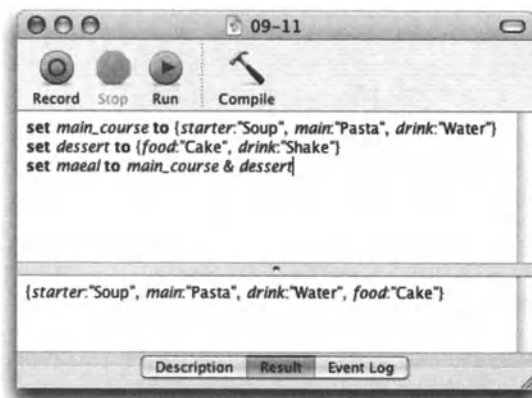 09-11
Record Stop Run Compile
set main_course to {starter:"Soup", main:"Pasta", drink:"Water"}
set dessert to {food:"Cake", drink:"Shake"}
set maeal to main_course & dessert
{starter:"Soup", main:"Pasta", drink:"Water", food:"Cake"}
Description Result Event Log